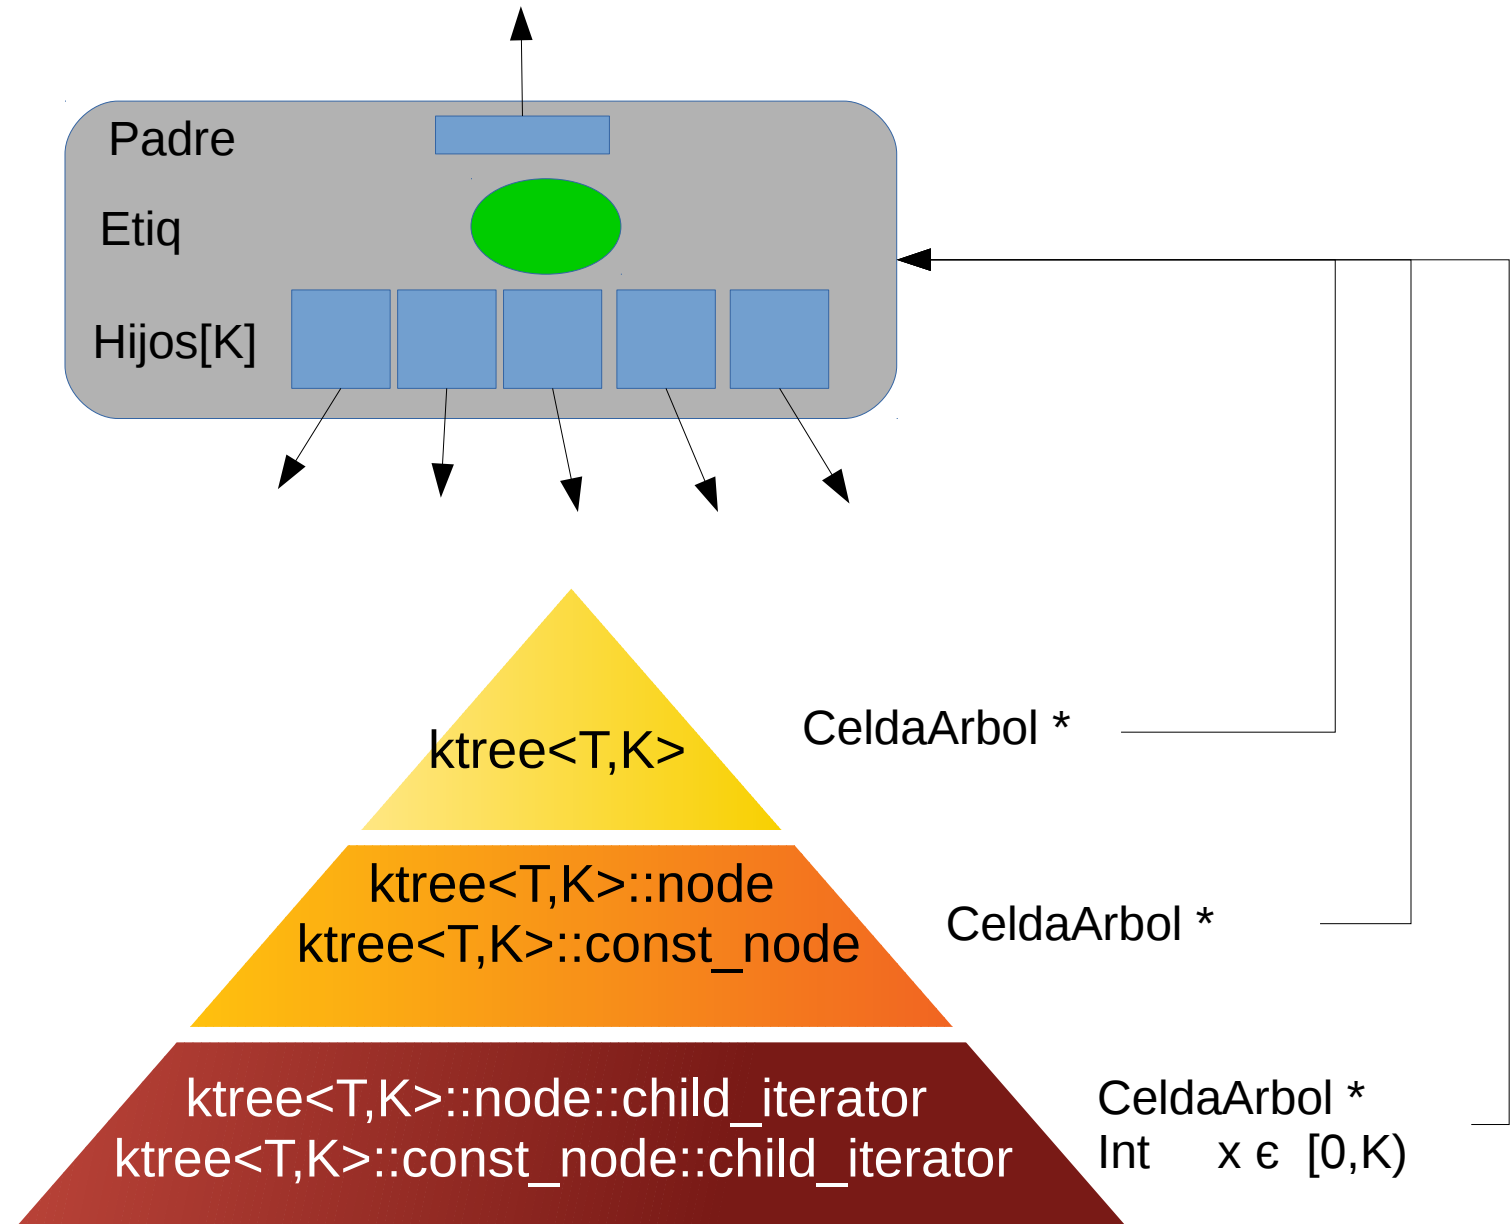 Padre
Etiq
Hijos[K]
ktree<T,K>
CeldaArbol *
ktree<T,K>::node
ktree<T,K>::const_node
CeldaArbol *
ktree<T,K>::node::child_iterator
ktree<T,K>::const_node::child_iterator
CeldaArbol *
Int x є [0,K)